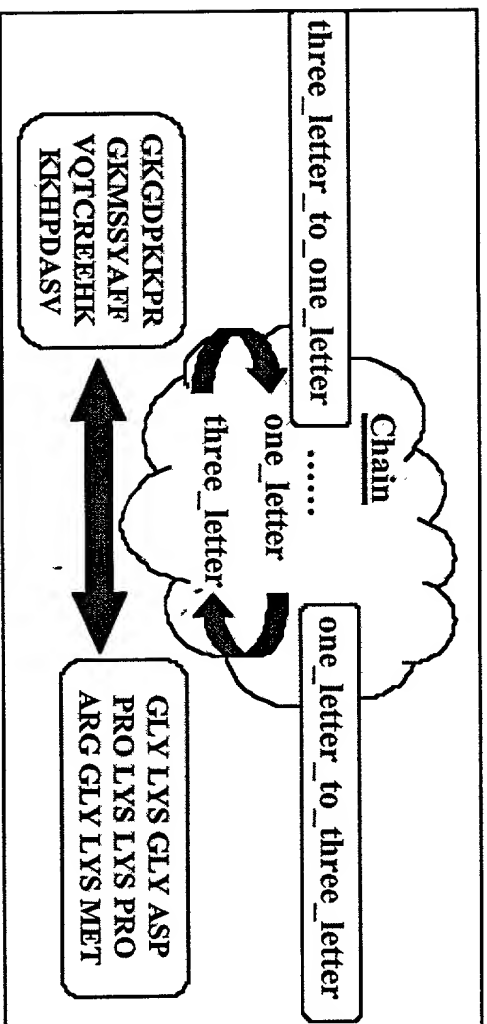 three_letter_to_one_letter
Chain
one_letter_to_three_letter
......
one_letter
three_letter
GKGDPKKPR
GKMSSYAFF
VQTCREEHK
KKHPDASV
GLY LYS GLY ASP
PRO LYS LYS PRO
ARG GLY LYS MET